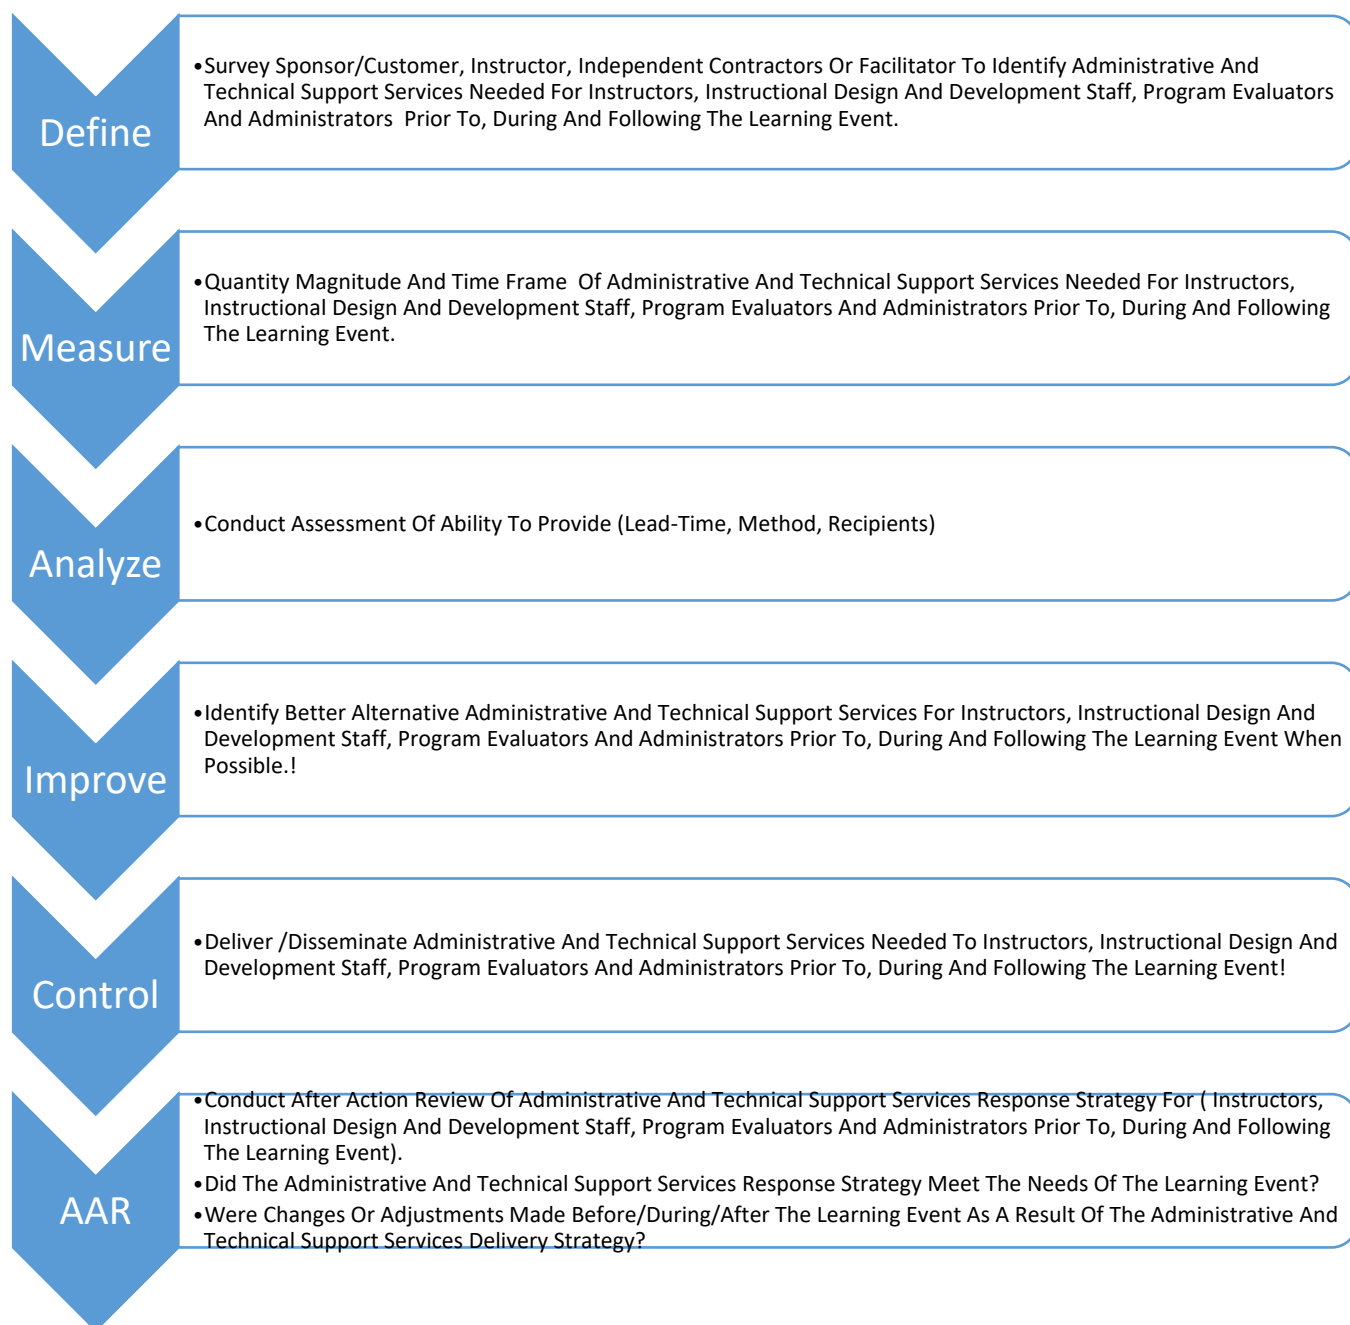 Define
•Survey Sponsor/Customer, Instructor, Independent Contractors Or Facilitator To Identify Administrative And
Technical Support Services Needed For Instructors, Instructional Design And Development Staff, Program Evaluators
And Administrators  Prior To, During And Following The Learning Event.
Measure
•Quantity Magnitude And Time Frame  Of Administrative And Technical Support Services Needed For Instructors,
Instructional Design And Development Staff, Program Evaluators And Administrators Prior To, During And Following
The Learning Event.
Analyze
•Conduct Assessment Of Ability To Provide (Lead-Time, Method, Recipients)
Improve
•Identify Better Alternative Administrative And Technical Support Services For Instructors, Instructional Design And
Development Staff, Program Evaluators And Administrators Prior To, During And Following The Learning Event When
Possible.!
Control
•Deliver /Disseminate Administrative And Technical Support Services Needed To Instructors, Instructional Design And
Development Staff, Program Evaluators And Administrators Prior To, During And Following The Learning Event!
AAR
•Conduct After Action Review Of Administrative And Technical Support Services Response Strategy For ( Instructors,
Instructional Design And Development Staff, Program Evaluators And Administrators Prior To, During And Following
The Learning Event).
•Did The Administrative And Technical Support Services Response Strategy Meet The Needs Of The Learning Event?
•Were Changes Or Adjustments Made Before/During/After The Learning Event As A Result Of The Administrative And
Technical Support Services Delivery Strategy?